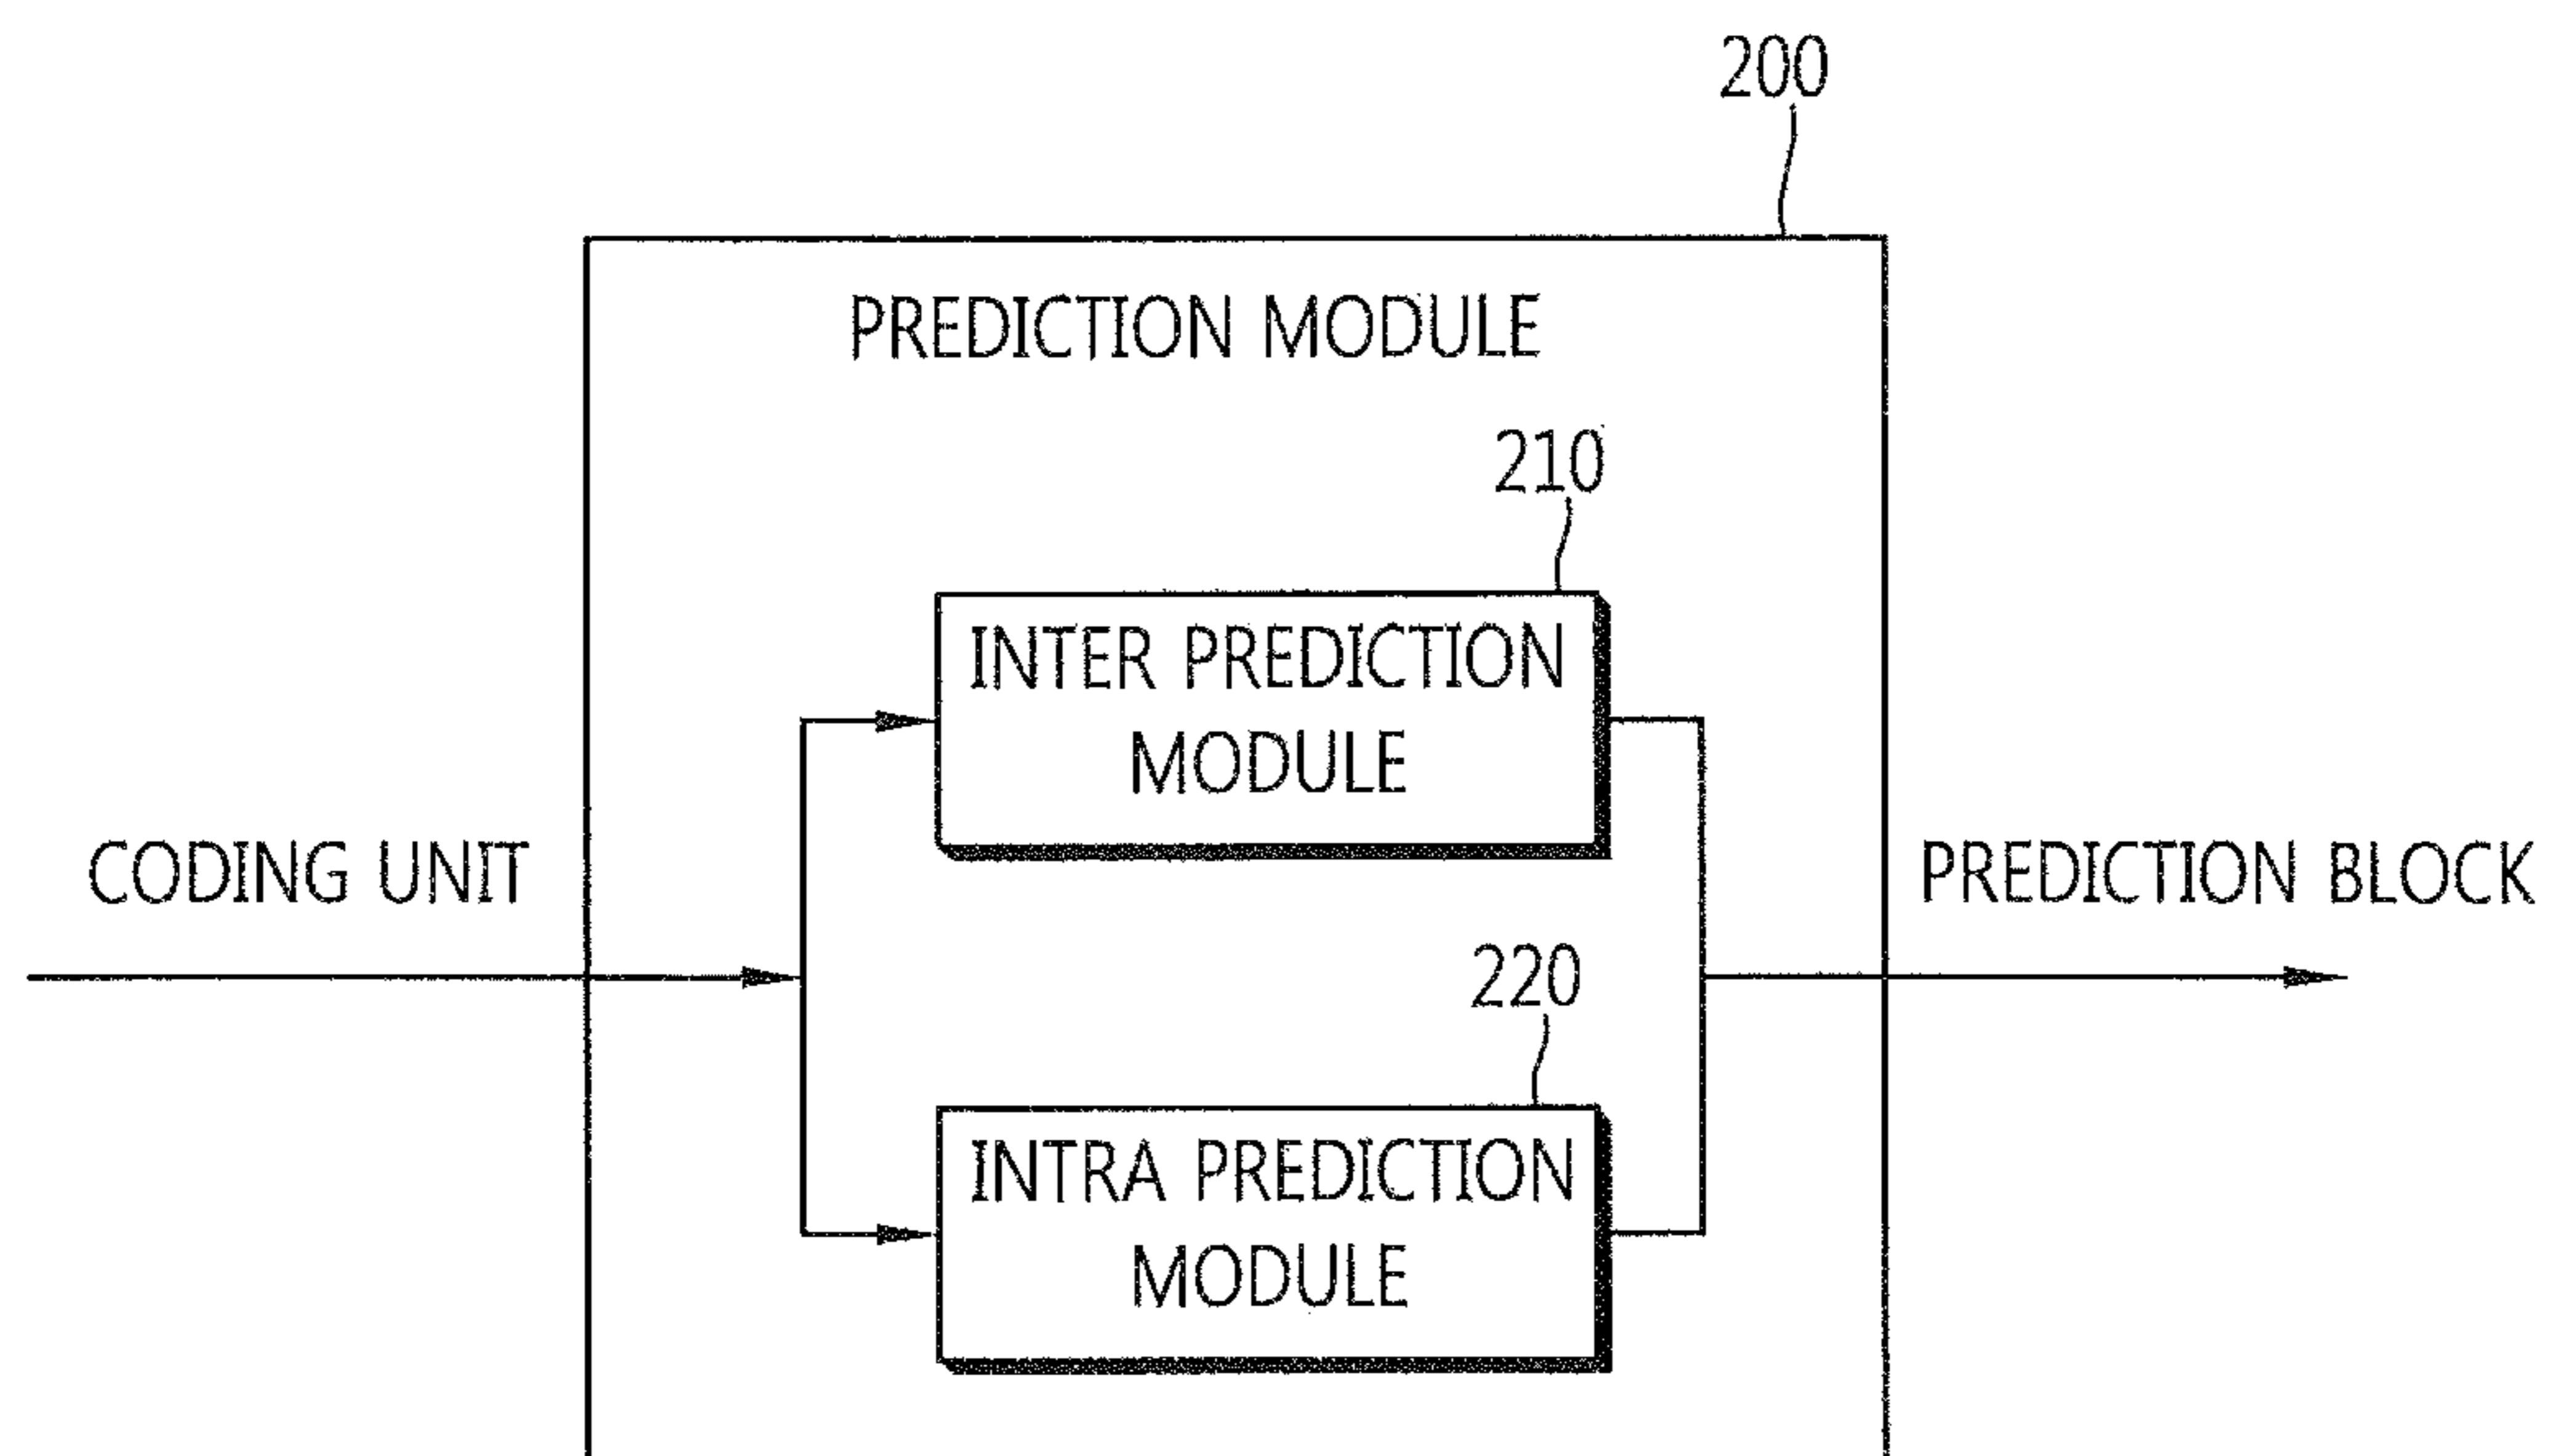 200
PREDICTION MODULE
210
INTER PREDICTION
MODULE
CODING UNIT
PREDICTION BLOCK
220
INTRA PREDICTION
MODULE